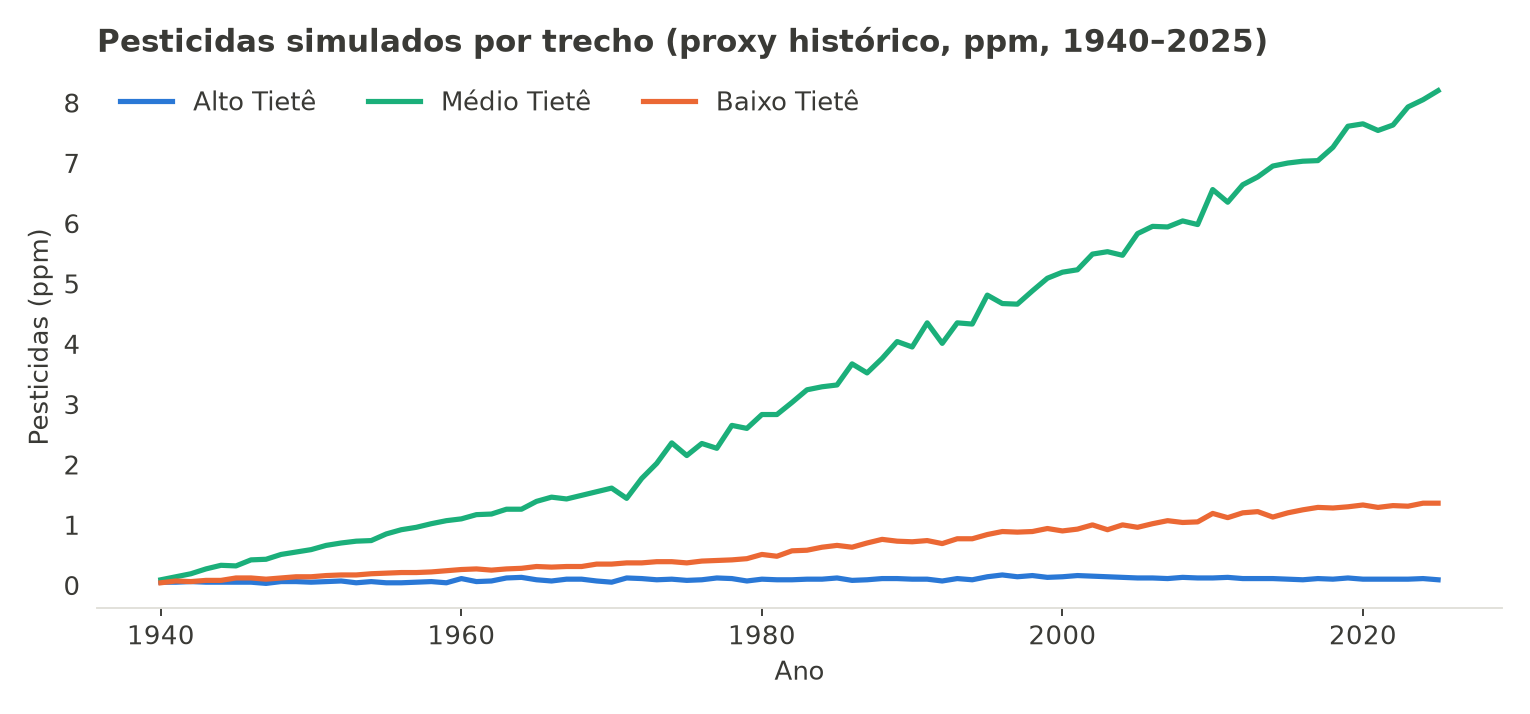 Pesticidas simulados por trecho (proxy histórico, ppm, 1940–2025)
Alto Tietê Médio Tietê Baixo Tietê
8
7
6
5
4
3
2
1
0
Pesticidas (ppm)
1940 1960 1980 2000 2020
Ano